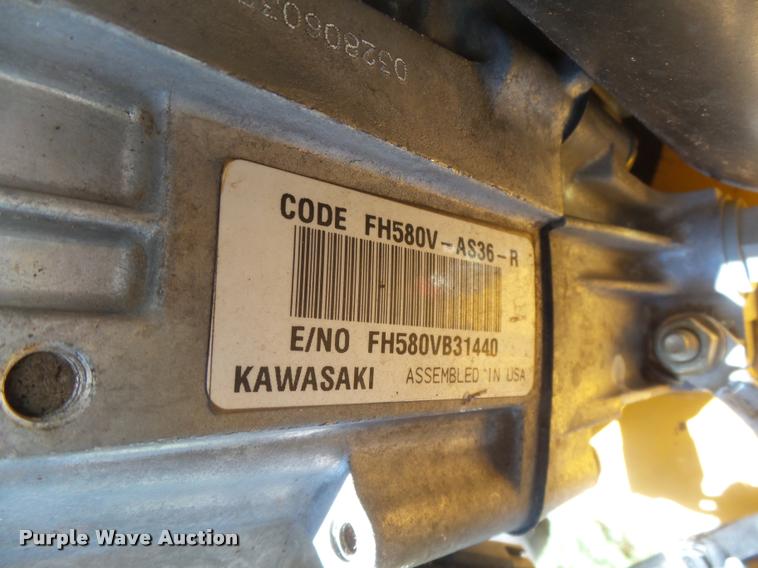 CODE FH580V-AS36-R
E/NO FH580VB31440
KAWASAKI ASSEMBLED IN USA
Purple Wave Auction